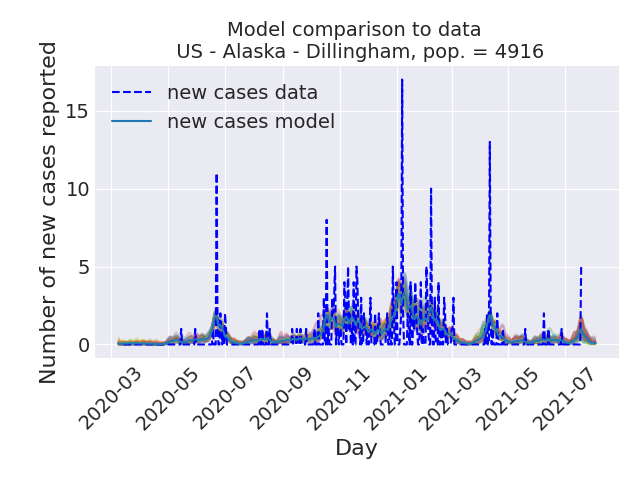 Model comparison to data
US - Alaska - Dillingham, pop. = 4916
Number of new cases reported
15
10
5
0
new cases data
new cases model
2020-03
2020-05
2020-07
2020-09
2020-11
2021-01
2021-03
2021-05
2021-07
Day